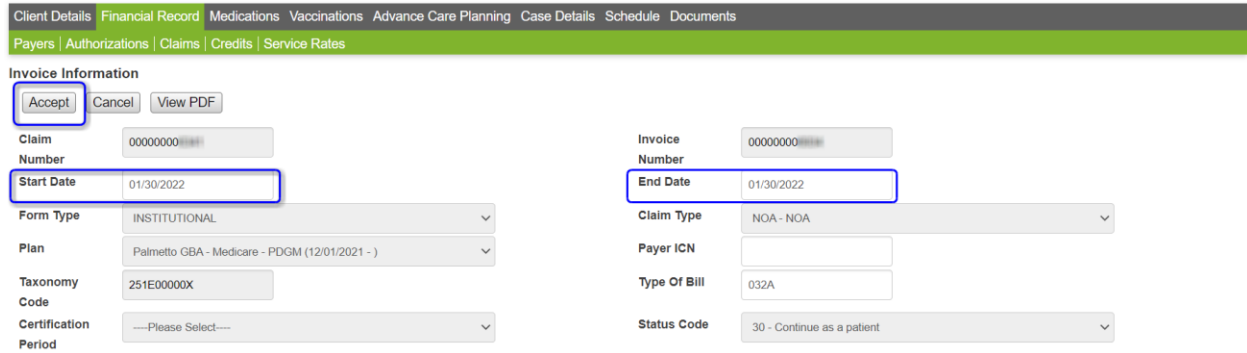 Client Details Financial Record Medications Vaccinations Advance Care Planning Case Details Schedule Documents
Payers | Authorizations | Claims | Credits | Service Rates
Invoice Information
Accept Cancel View PDF
Claim Number 00000000
Invoice Number 00000000
Start Date 01/30/2022
End Date 01/30/2022
Form Type INSTITUTIONAL
Claim Type NOA - NOA
Plan Palmetto GBA - Medicare - PDGM (12/01/2021 - )
Payer ICN
Taxonomy Code 251E00000X
Type Of Bill 032A
Certification Period ----Please Select----
Status Code 30 - Continue as a patient